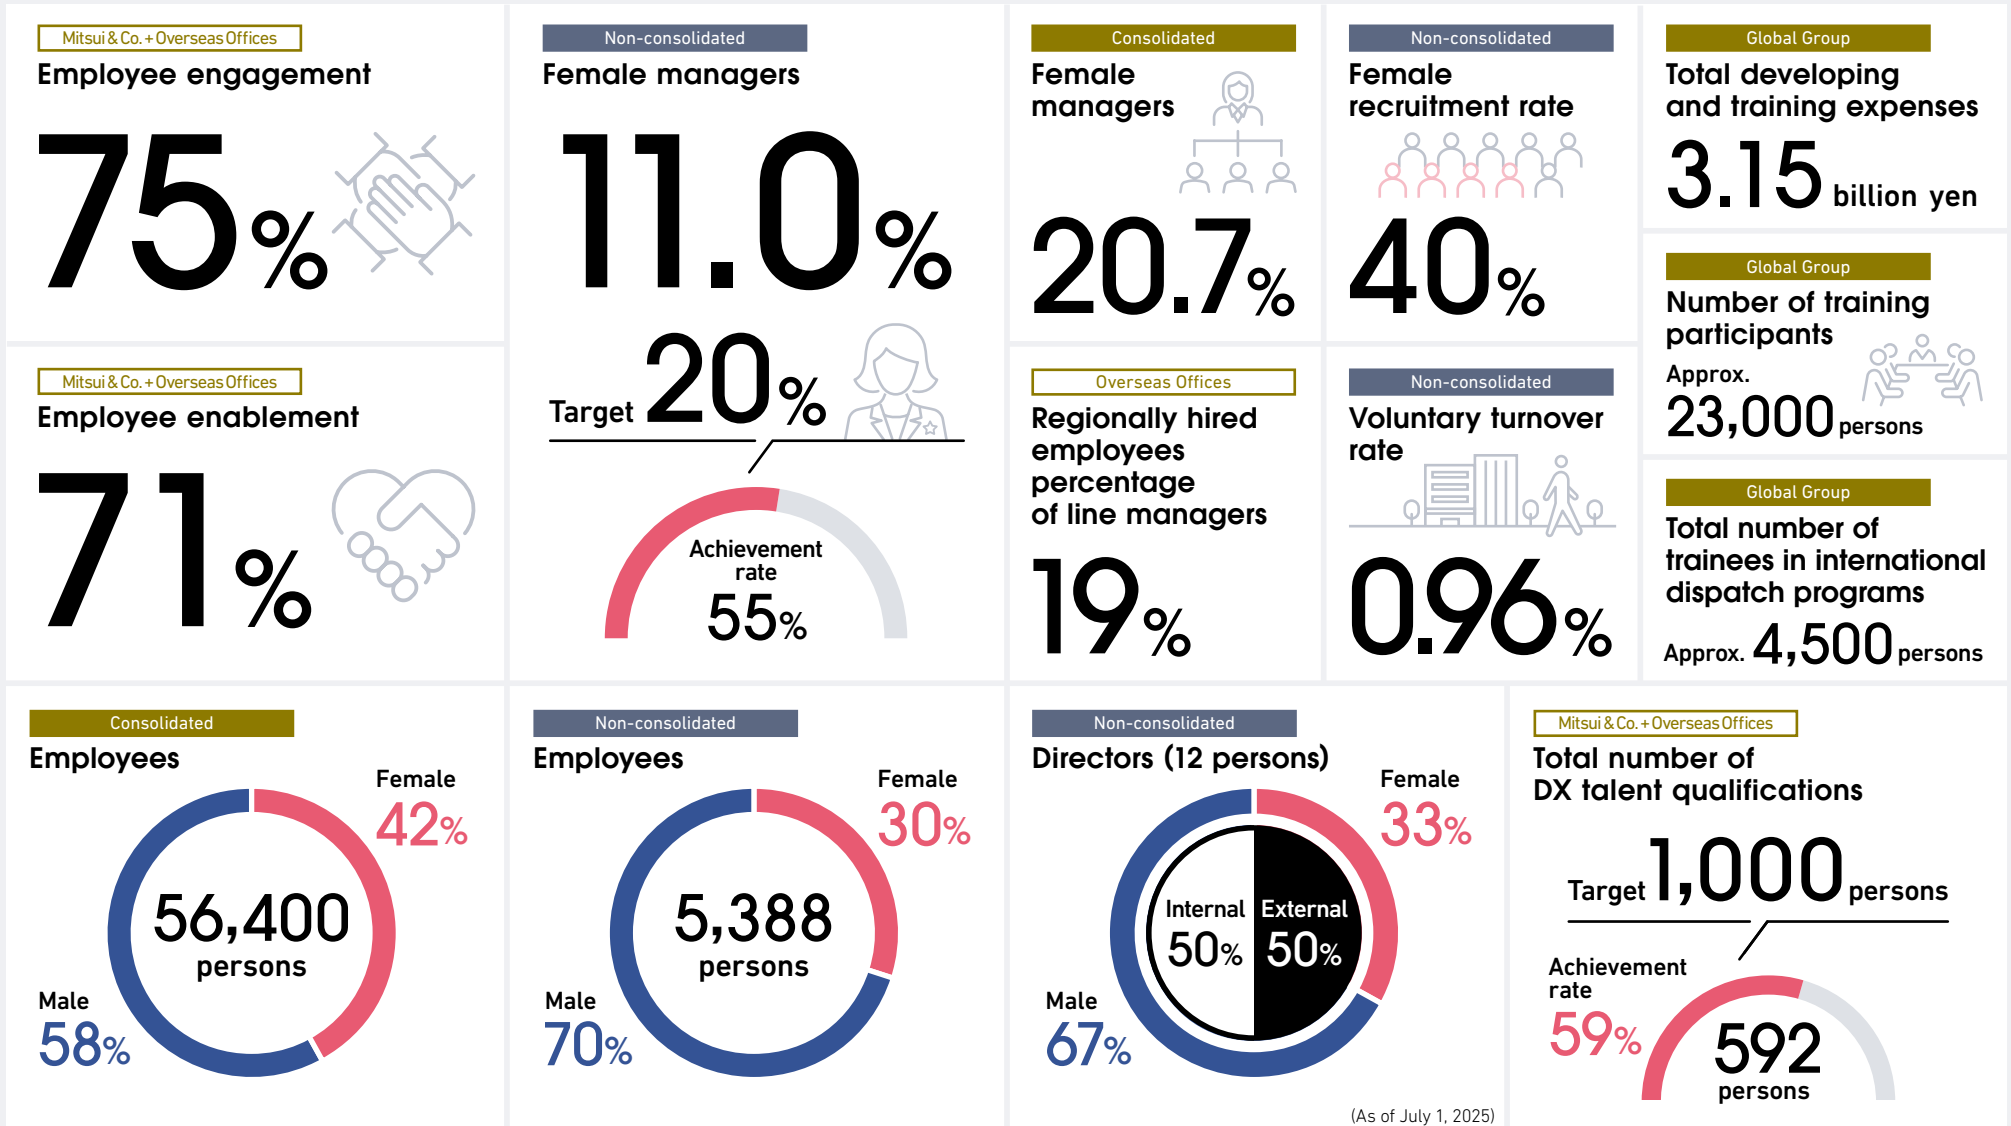 Mitsui & Co. + Overseas Offices
Employee engagement
75%
Mitsui & Co. + Overseas Offices
Employee enablement
71%
Non-consolidated
Female managers
11.0%
Target 20%
Achievement
rate
55%
Consolidated
Female
managers
20.7%
Non-consolidated
Female
recruitment rate
40%
Overseas Offices
Regionally hired
employees
percentage
of line managers
19%
Non-consolidated
Voluntary turnover
rate
0.96%
Global Group
Total developing
and training expenses
3.15 billion yen
Global Group
Number of training
participants
Approx.
23,000 persons
Global Group
Total number of
trainees in international
dispatch programs
Approx. 4,500 persons
Consolidated
Employees
Female
42%
56,400
persons
Male
58%
Non-consolidated
Employees
Female
30%
5,388
persons
Male
70%
Non-consolidated
Directors (12 persons)
Female
33%
Internal External
50% 50%
Male
67%
(As of July 1, 2025)
Mitsui & Co. + Overseas Offices
Total number of
DX talent qualifications
Target 1,000 persons
Achievement
rate
59%
592
persons